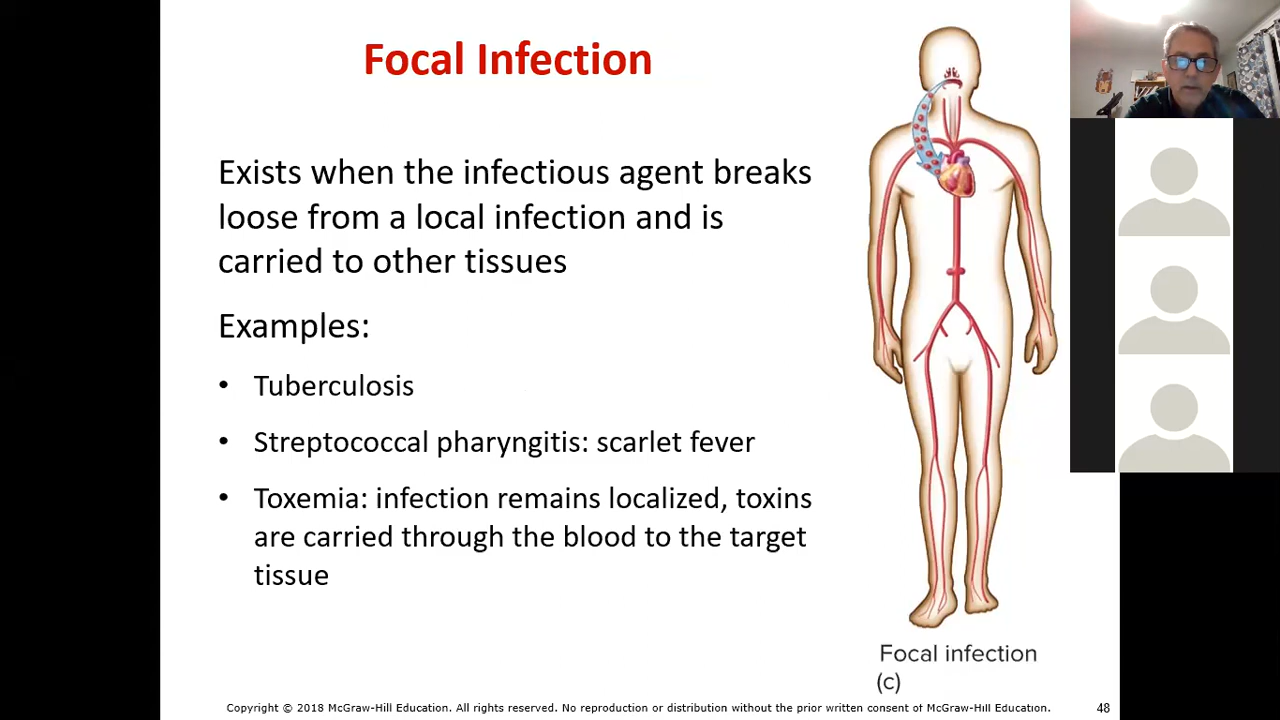 Focal Infection
Exists when the infectious agent breaks
loose from a local infection and is
carried to other tissues
Examples:
• Tuberculosis
• Streptococcal pharyngitis: scarlet fever
• Toxemia: infection remains localized, toxins
are carried through the blood to the target
tissue
Focal infection
(c)
Copyright © 2018 McGraw-Hill Education. All rights reserved. No reproduction or distribution without the prior written consent of McGraw-Hill Education.
48